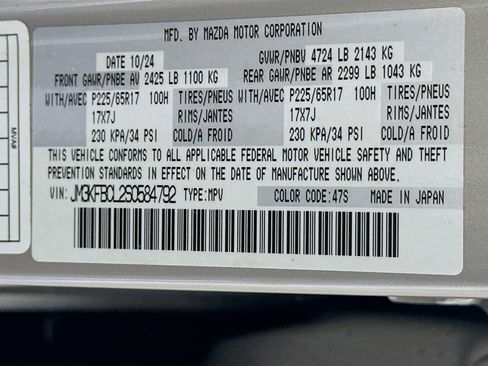 MFD. BY MAZDA MOTOR CORPORATION
DATE 10/24 GVWR/PNBV 4724 LB 2143 KG
FRONT GAWR/PNBE AV 2425 LB 1100 KG REAR GAWR/PNBE AR 2299 LB 1043 KG
WITH/AVEC P225/65R17 100H TIRES/PNEUS WITH/AVEC P225/65R17 100H TIRES/PNEUS
17X7J RIMS/JANTES 17X7J RIMS/JANTES
230 KPA/34 PSI COLD/A FROID 230 KPA/34 PSI COLD/A FROID
THIS VEHICLE CONFORMS TO ALL APPLICABLE FEDERAL MOTOR VEHICLE SAFETY AND THEFT
PREVENTION STANDARDS IN EFFECT ON THE DATE OF MANUFACTURE SHOWN ABOVE.
VIN: JM3KFBCL2S0584792 TYPE:MPV COLOR CODE:47S MADE IN JAPAN
MVAB